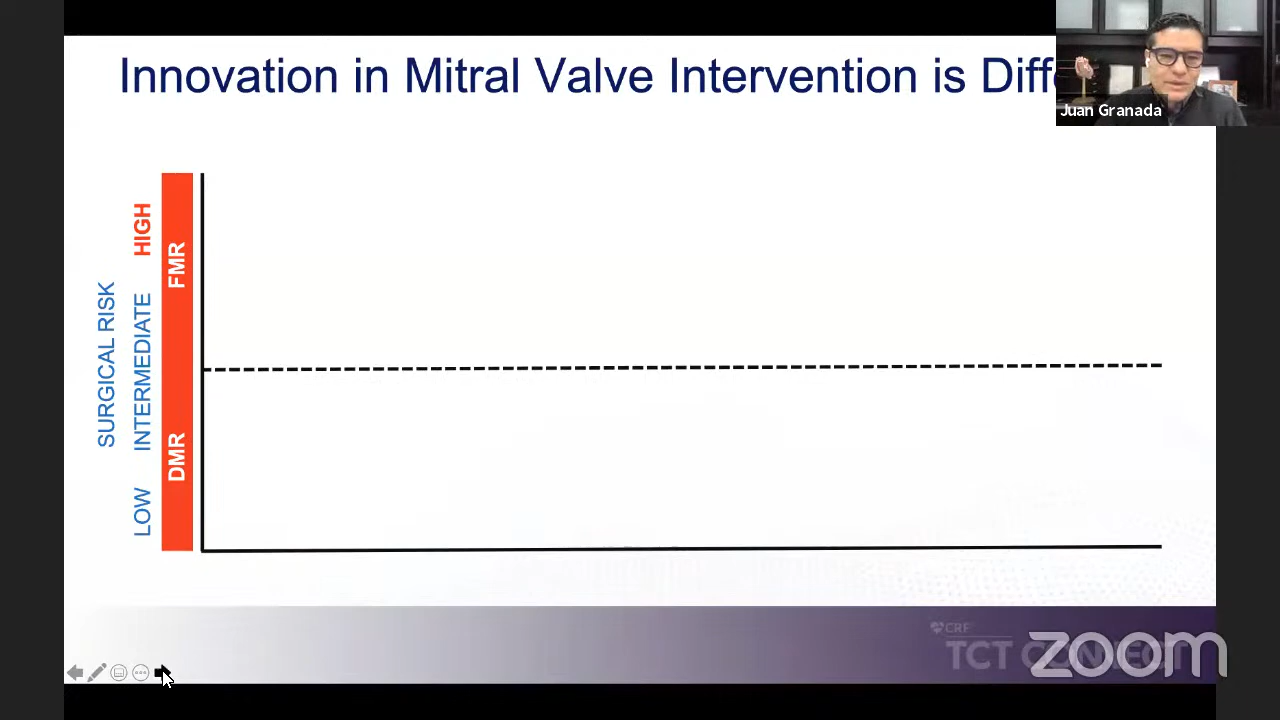 Innovation in Mitral Valve Intervention is Diff
Juan Granada
SURGICAL RISK
LOW INTERMEDIATE HIGH
DMR FMR
CRF
TCT CONNECT
zoom